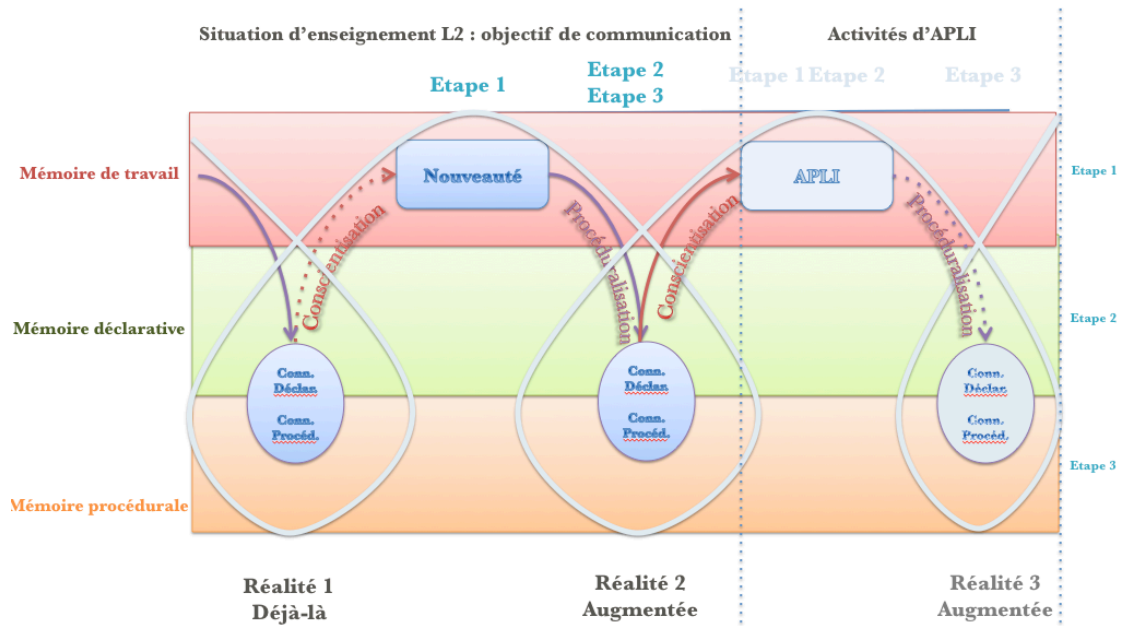 Situation d'enseignement L2 : objectif de communication
Activités d'APLI
Etape 1
Etape 2
Etape 3
Etape 1 Etape 2
Etape 3
Mémoire de travail
Nouveauté
APLI
Etape 1
Conscientisation
Procéduralisation
Conscientisation
Procéduralisation
Mémoire déclarative
Etape 2
Conn.
Déclar.
Conn.
Procéd.
Conn.
Déclar.
Conn.
Procéd.
Conn.
Déclar.
Conn.
Procéd.
Etape 3
Mémoire procédurale
Réalité 1
Déjà-là
Réalité 2
Augmentée
Réalité 3
Augmentée